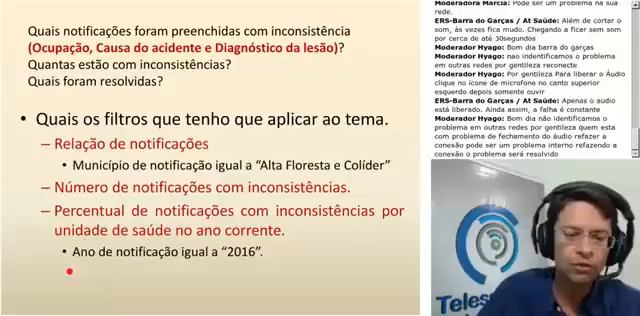 Quais notificações foram preenchidas com inconsistência
(Ocupação, Causa do acidente e Diagnóstico da lesão)?
Quantas estão com inconsistências?
Quais foram resolvidas?
• Quais os filtros que tenho que aplicar ao tema.
– Relação de notificações
• Município de notificação igual a “Alta Floresta e Colíder”
– Número de notificações com inconsistências.
– Percentual de notificações com inconsistências por
unidade de saúde no ano corrente.
• Ano de notificação igual a “2016”.
Moderadora Marcia: Pode ser um problema na sua
rede.
ERS-Barra do Garças / At Saúde: Além de cortar o
som, às vezes fica mudo. Chegando a ficar sem som
por cerca de até 30segundos
Moderador Hyago: Bom dia barra do garças
Moderador Hyago: nao indentificamos o problema
em outras redes por gentileza reconecte
Moderador Hyago: Por gentileza Para liberar o Áudio
clique no ícone de microfone no canto superior
esquerdo depois somente ouvir
ERS-Barra do Garças / At Saúde: Apenas o audio
está liberado. Ainda assim, a falha é constante
Moderador Hyago: Bom dia não identificamos o
problema em outras redes por gentileza quem esta
com problema de fechamento do áudio refazer a
conexão pode ser um problema interno refazendo a
conexão o problema será resolvido